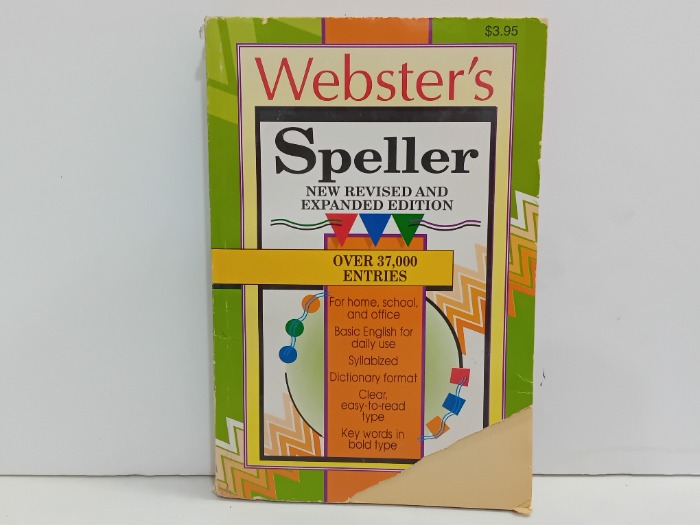 $3.95
Webster's
Speller
NEW REVISED AND
EXPANDED EDITION
OVER 37,000
ENTRIES
For home, school,
and office
Basic English for
daily use
Syllabized
Dictionary format
Clear,
easy-to-read
type
Key words in
bold type